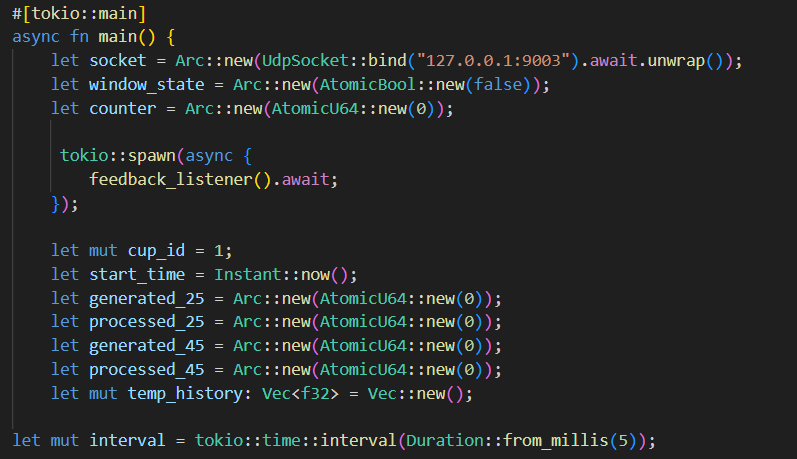 #[tokio::main]
async fn main() {
    let socket = Arc::new(UdpSocket::bind("127.0.0.1:9003").await.unwrap());
    let window_state = Arc::new(AtomicBool::new(false));
    let counter = Arc::new(AtomicU64::new(0));

     tokio::spawn(async {
        feedback_listener().await;
    });

    let mut cup_id = 1;
    let start_time = Instant::now();
    let generated_25 = Arc::new(AtomicU64::new(0));
    let processed_25 = Arc::new(AtomicU64::new(0));
    let generated_45 = Arc::new(AtomicU64::new(0));
    let processed_45 = Arc::new(AtomicU64::new(0));
    let mut temp_history: Vec<f32> = Vec::new();

let mut interval = tokio::time::interval(Duration::from_millis(5));